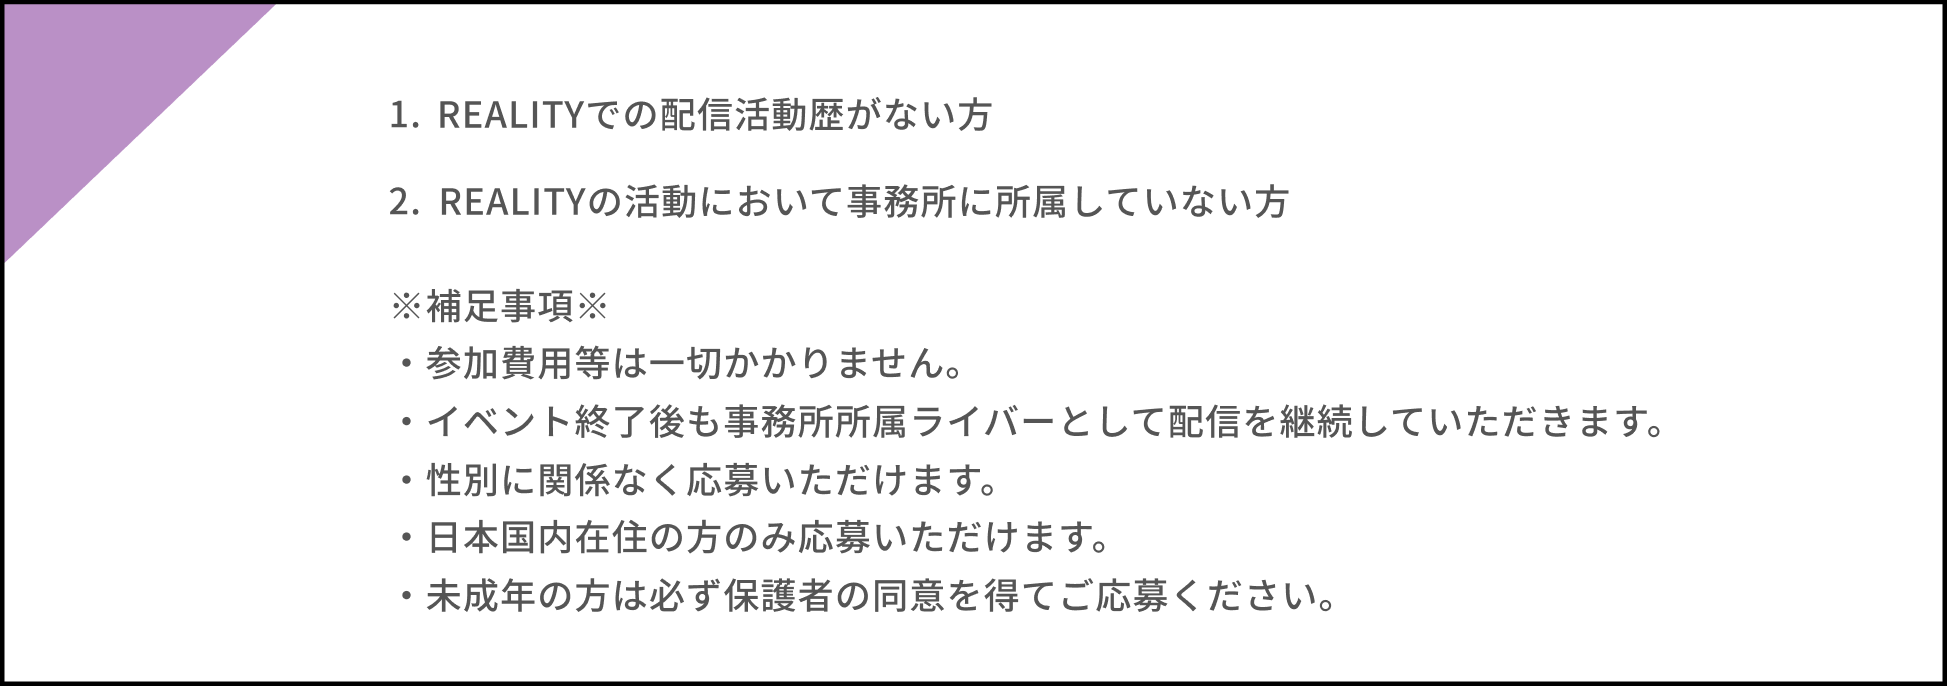 1. REALITYでの配信活動歴がない方
2. REALITYの活動において事務所に所属していない方
※補足事項※
・参加費用等は一切かかりません。
・イベント終了後も事務所所属ライバーとして配信を継続していただきます。
・性別に関係なく応募いただけます。
・日本国内在住の方のみ応募いただけます。
・未成年の方は必ず保護者の同意を得てご応募ください。